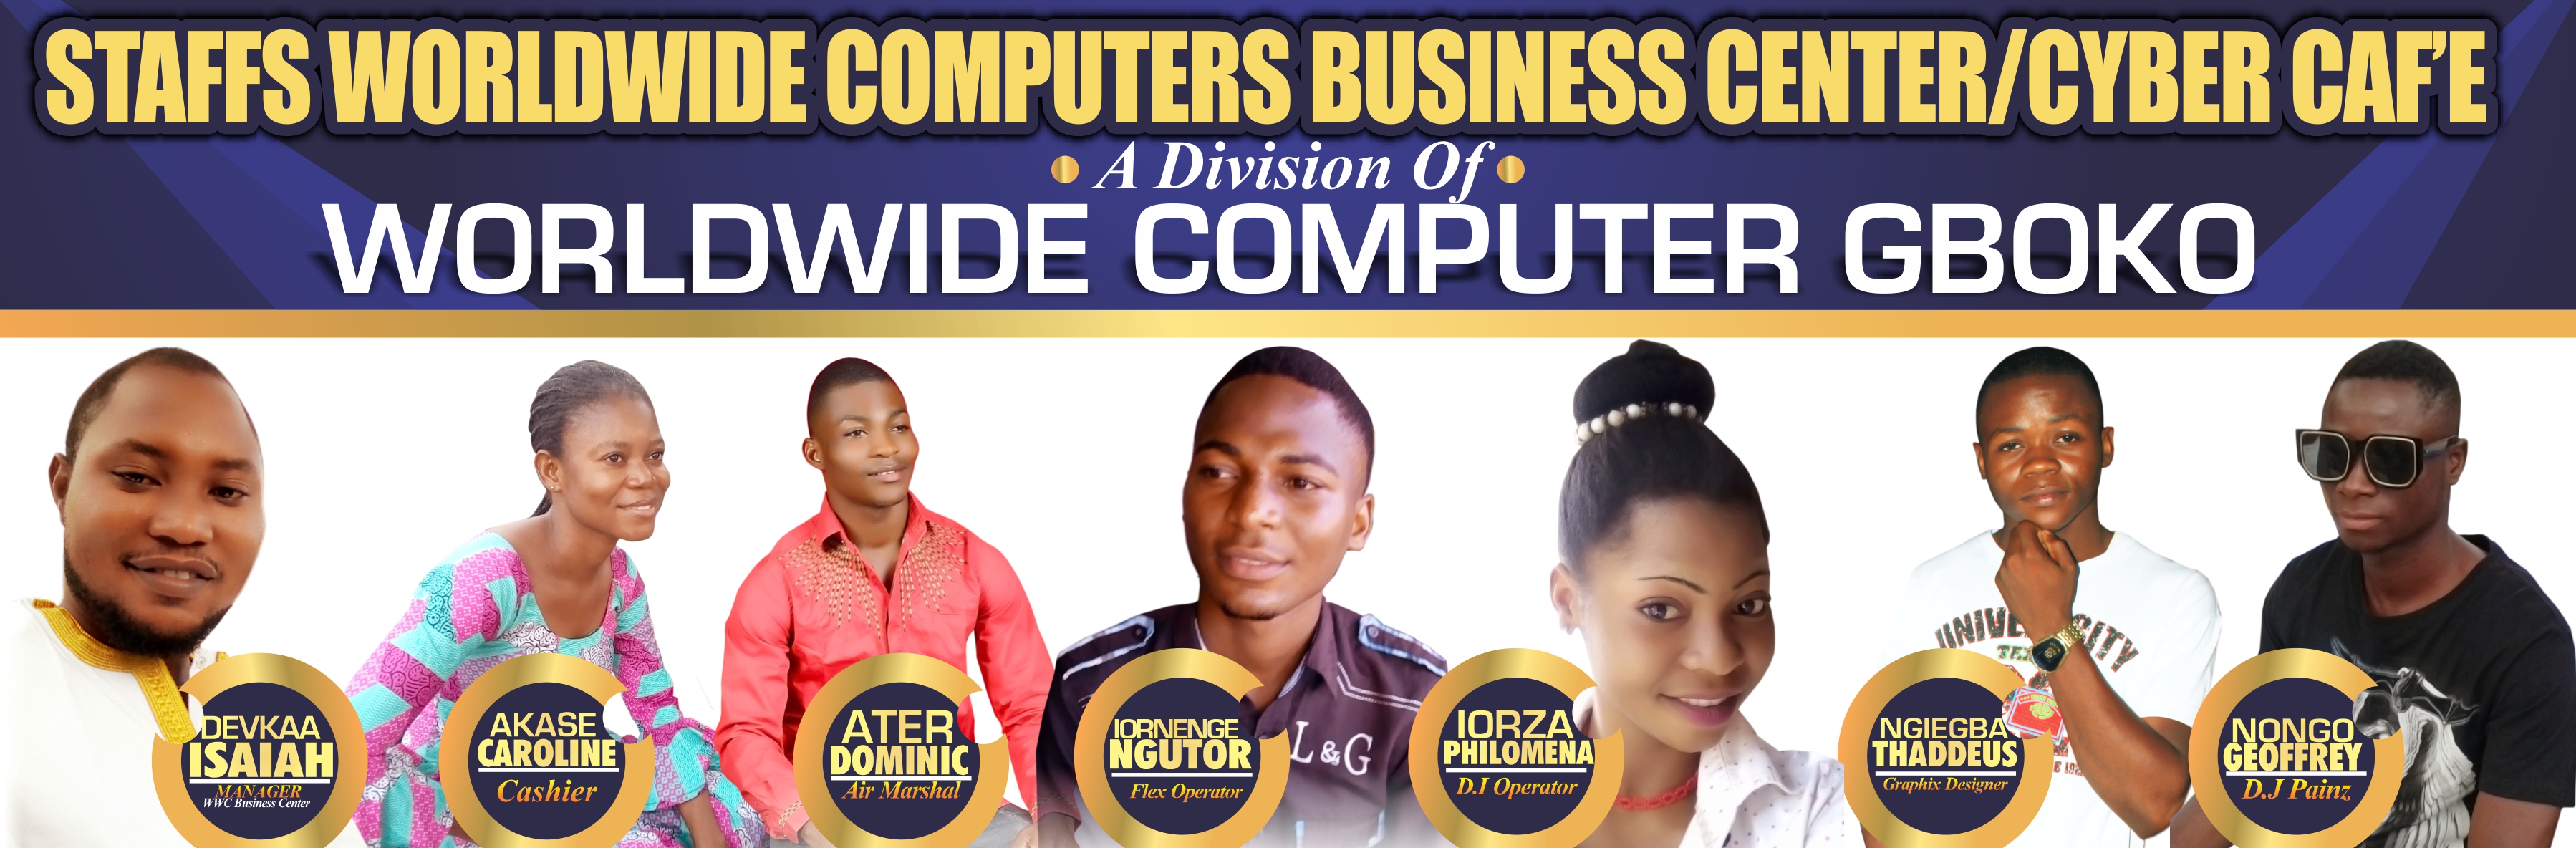 STAFFS WORLDWIDE COMPUTERS BUSINESS CENTER/CYBER CAF'E
A Division Of
WORLDWIDE COMPUTER GBOKO
DEVKAA
ISAIAH
MANAGER
WWC Business Center
AKASE
CAROLINE
Cashier
ATER
DOMINIC
Air Marshal
IORNENGE
NGUTOR
Flex Operator
L&G
IORZA
PHILOMENA
D.I Operator
NGIEGBA
THADDEUS
Graphix Designer
NONGO
GEOFFREY
D.J Painz